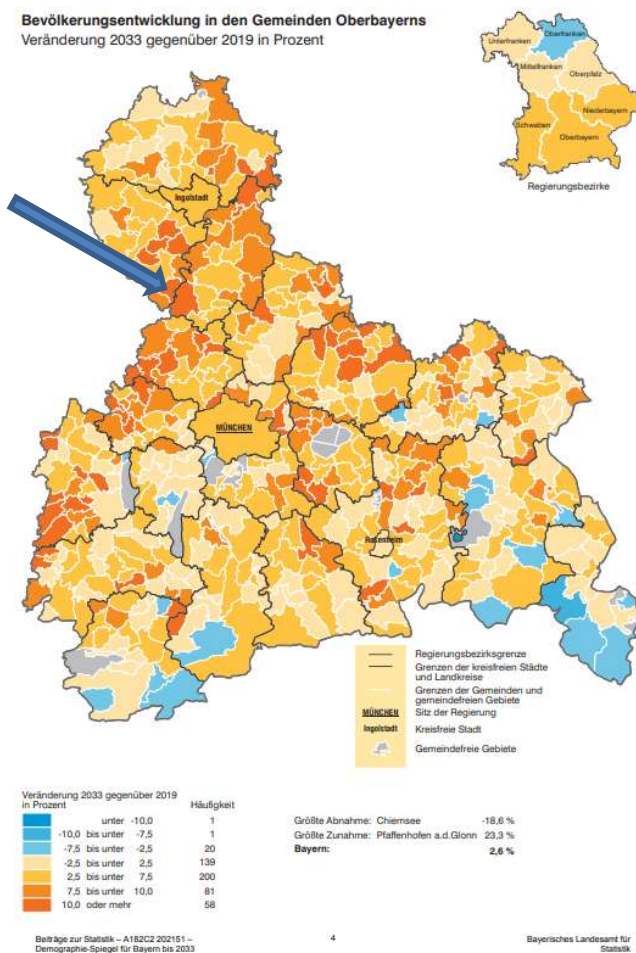 Bevölkerungsentwicklung in den Gemeinden Oberbayerns
Veränderung 2033 gegenüber 2019 in Prozent
Unterfranken
Oberfranken
Mittelfranken
Oberpfalz
Niederbayern
Schwaben
Oberbayern
Regierungsbezirke
Ingolstadt
MÜNCHEN
Rosenheim
Regierungsbezirksgrenze
Grenzen der kreisfreien Städte
und Landkreise
Grenzen der Gemeinden und
gemeindefreien Gebiete
MÜNCHEN Sitz der Regierung
Ingolstadt Kreisfreie Stadt
Gemeindefreie Gebiete
Veränderung 2033 gegenüber 2019
in Prozent Häufigkeit
unter -10,0 1
-10,0 bis unter -7,5 1
-7,5 bis unter -2,5 20
-2,5 bis unter 2,5 139
2,5 bis unter 7,5 200
7,5 bis unter 10,0 81
10,0 oder mehr 58
Größte Abnahme: Chiemsee -18,6 %
Größte Zunahme: Pfaffenhofen a.d.Glonn 23,3 %
Bayern: 2,6 %
Beiträge zur Statistik – A182C2 202151 –
Demographie-Spiegel für Bayern bis 2033
4
Bayerisches Landesamt für
Statistik